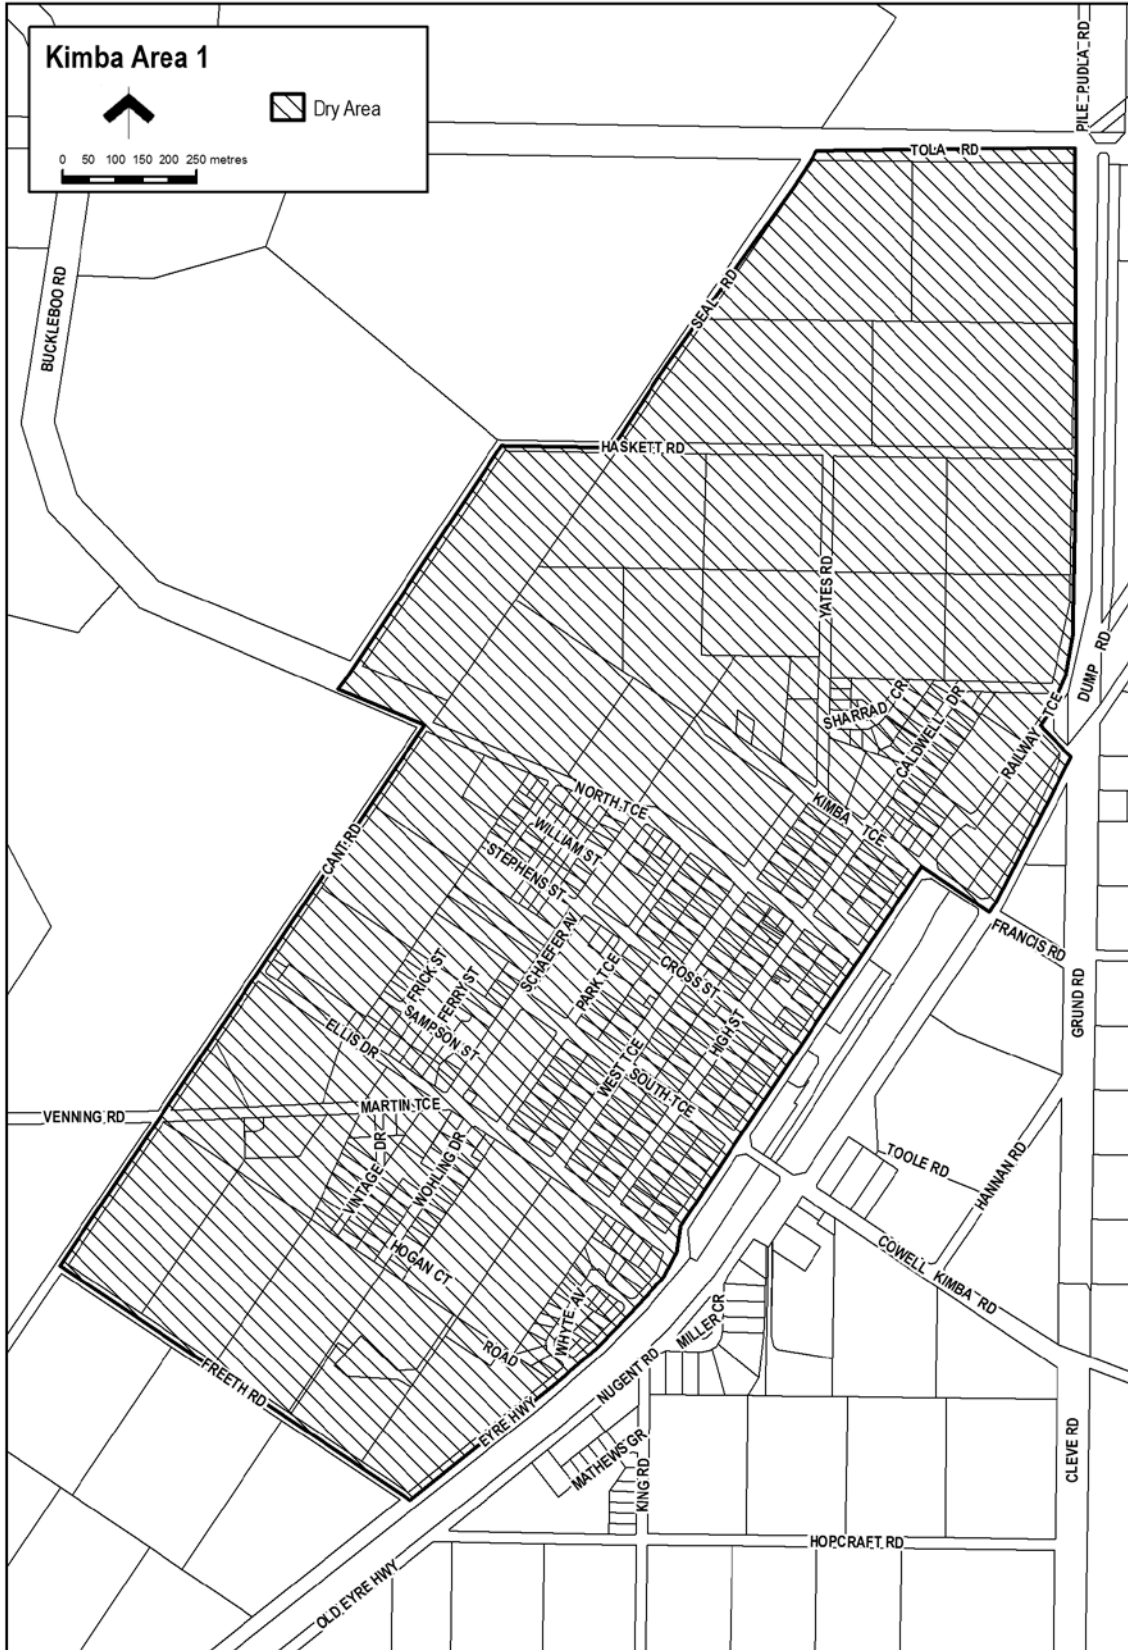 Kimba Area 1
Dry Area
0 50 100 150 200 250 metres
PILE PUDLA RD
TOLA RD
BUCKLEBOO RD
SEAL RD
HASKETT RD
YATES RD
DUMP RD
SHARRAD CR
CALDWELL DR
RAILWAY TCE
NORTH TCE
KIMBA TCE
WILLIAM ST
CANT RD
STEPHENS ST
SCHAEFER AV
FRANCIS RD
FRICK ST
FERRY ST
PARK TCE
CROSS ST
GRUND RD
SAMPSON ST
ELLIS DR
HIGH ST
WEST TCE
SOUTH TCE
VENNING RD
MARTIN TCE
VINTAGE DR
WOHLING DR
TOOLE RD
HANNAN RD
HOGAN CT
COWELL KIMBA RD
WHYTE AV
MILLER CR
ROAD
FREETH RD
NUGENT RD
EYRE HWY
MATHEWS GR
KING RD
CLEVE RD
HOPCRAFT RD
OLD EYRE HWY